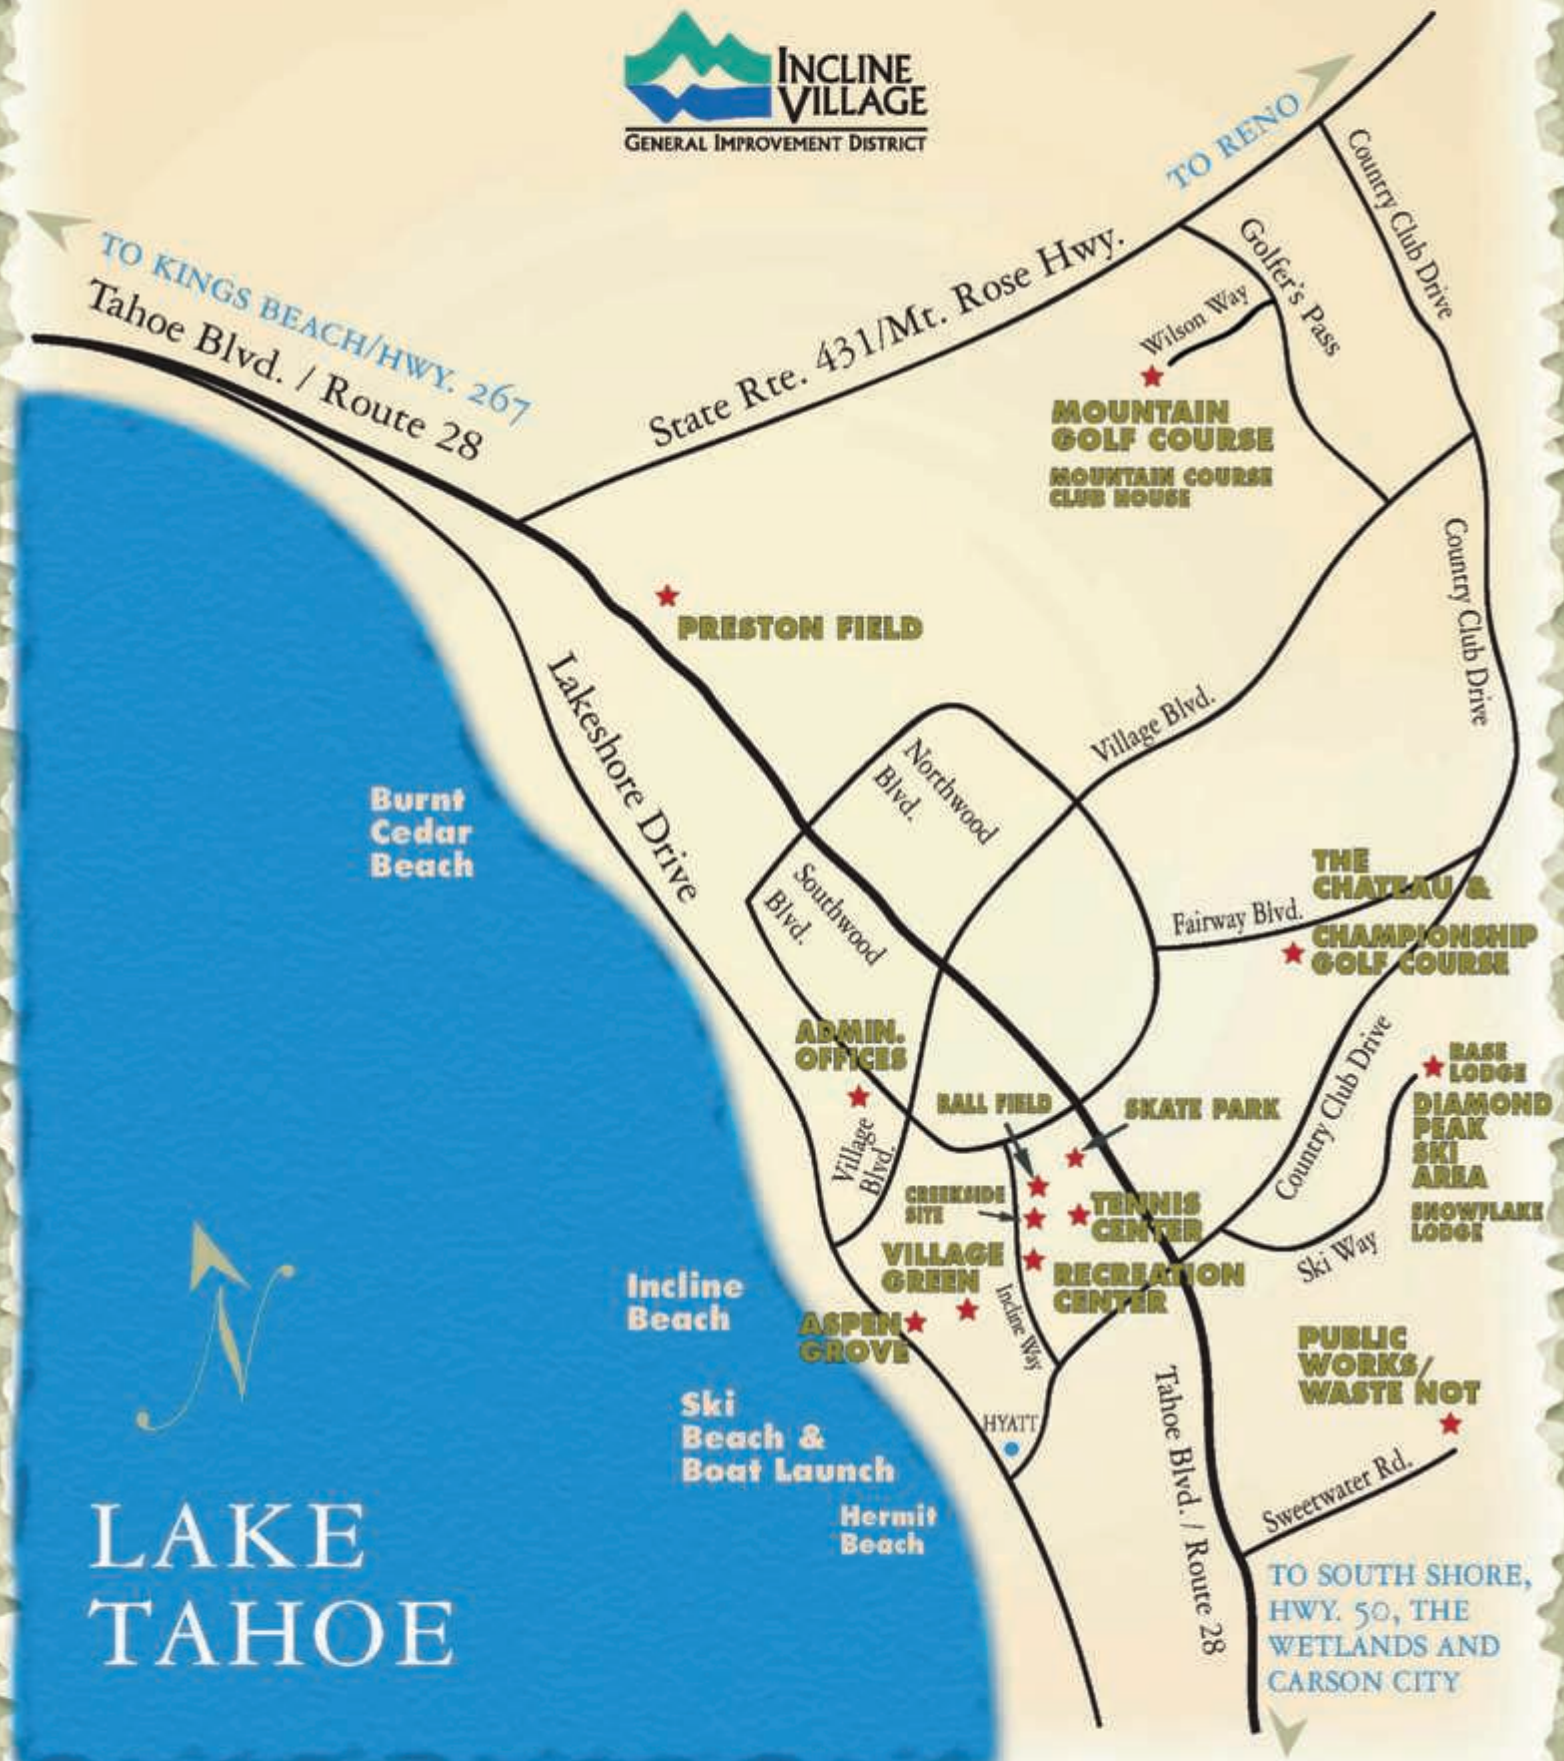 INCLINE
VILLAGE
GENERAL IMPROVEMENT DISTRICT
TO RENO
Country Club Drive
TO KINGS BEACH/HWY. 267
Tahoe Blvd. / Route 28
State Rte. 431/Mt. Rose Hwy.
Golfer's Pass
Wilson Way
MOUNTAIN
GOLF COURSE
MOUNTAIN COURSE
CLUB HOUSE
Country Club Drive
PRESTON FIELD
Lakeshore Drive
Village Blvd.
Northwood
Blvd.
Burnt
Cedar
Beach
Southwood
Blvd.
THE
CHATEAU &
Fairway Blvd.
CHAMPIONSHIP
GOLF COURSE
ADMIN.
OFFICES
Country Club Drive
BASE
LODGE
BALL FIELD
SKATE PARK
DIAMOND
PEAK
SKI
AREA
Village
Blvd.
CREEKSIDE
SITE
TENNIS
CENTER
SNOWFLAKE
LODGE
Ski Way
VILLAGE
GREEN
RECREATION
CENTER
Incline
Beach
Incline Way
ASPEN
GROVE
PUBLIC
WORKS/
WASTE NOT
N
Ski
Beach &
Boat Launch
HYATT
Tahoe Blvd. / Route 28
Sweetwater Rd.
Hermit
Beach
LAKE
TAHOE
TO SOUTH SHORE,
HWY. 50, THE
WETLANDS AND
CARSON CITY